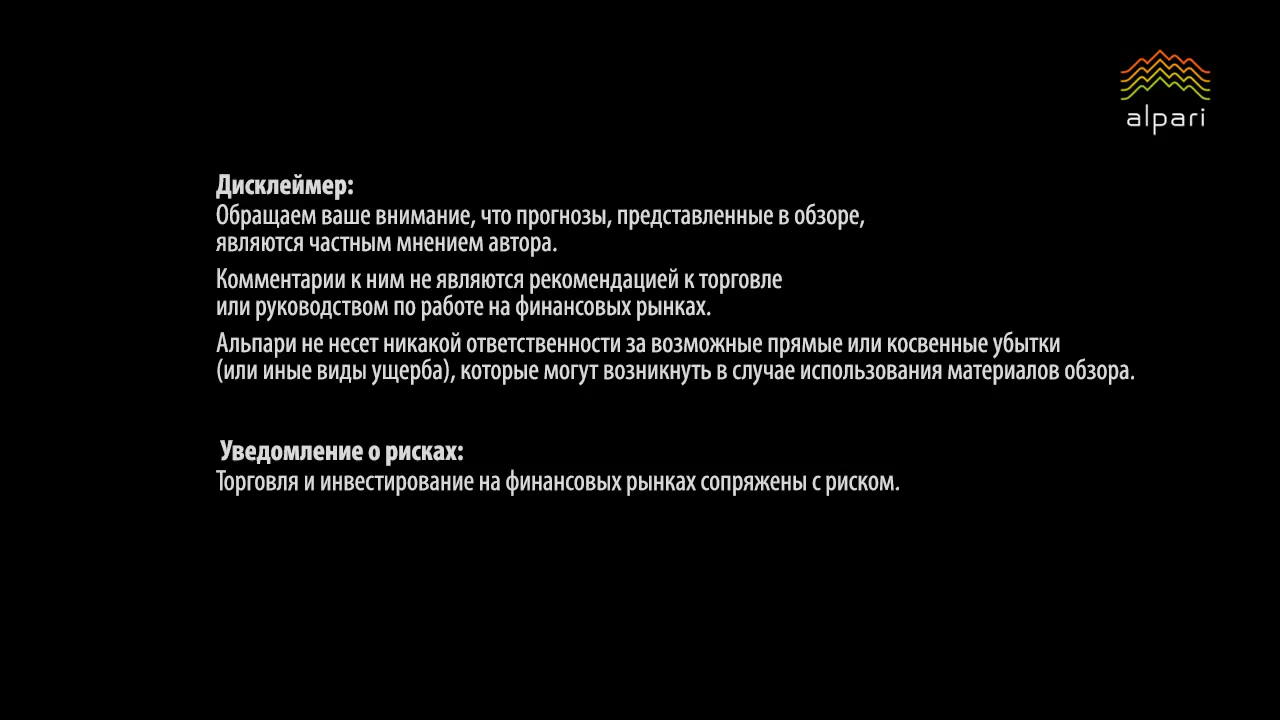 alpari
Дисклеймер:
Обращаем ваше внимание, что прогнозы, представленные в обзоре,
являются частным мнением автора.
Комментарии к ним не являются рекомендацией к торговле
или руководством по работе на финансовых рынках.
Альпари не несет никакой ответственности за возможные прямые или косвенные убытки
(или иные виды ущерба), которые могут возникнуть в случае использования материалов обзора.
Уведомление о рисках:
Торговля и инвестирование на финансовых рынках сопряжены с риском.